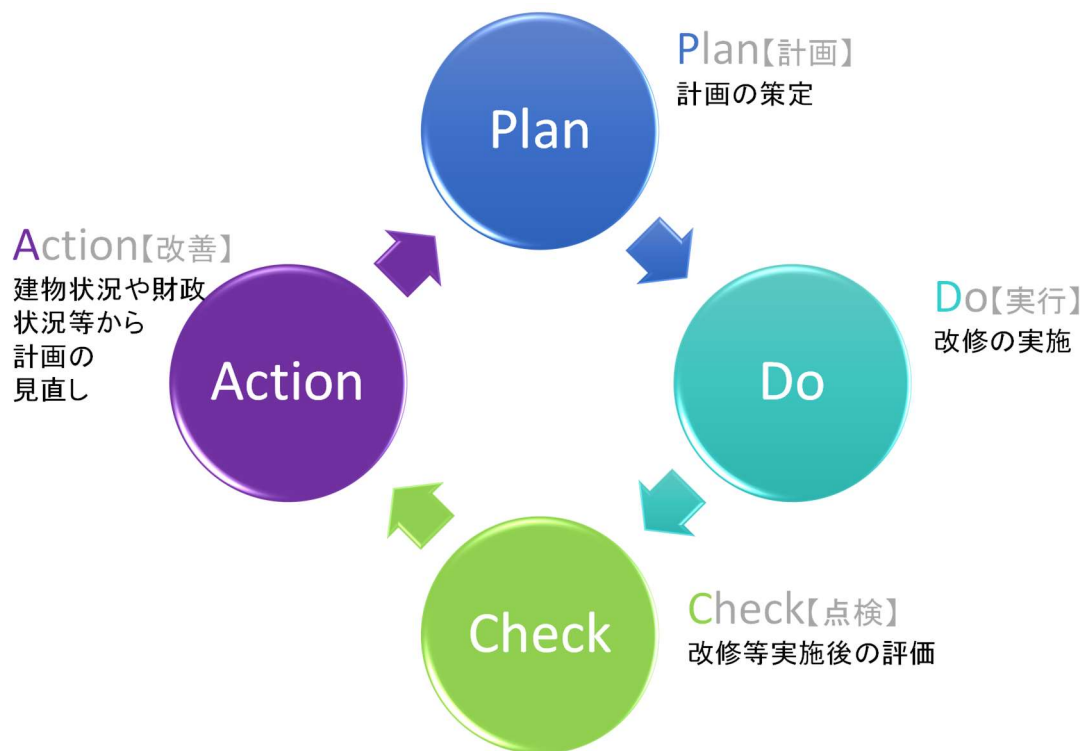 Plan
Plan【計画】
計画の策定
Do
Do【実行】
改修の実施
Check
Check【点検】
改修等実施後の評価
Action
Action【改善】
建物状況や財政
状況等から
計画の
見直し